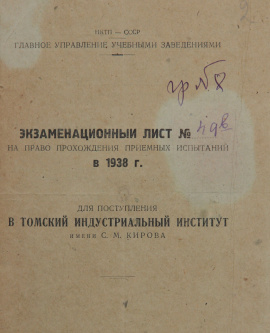 НКТП — СССР
ГЛАВНОЕ УПРАВЛЕНИЕ УЧЕБНЫМИ ЗАВЕДЕНИЯМИ
гр №8
ЭКЗАМЕНАЦИОННЫЙ ЛИСТ №
НА ПРАВО ПРОХОЖДЕНИЯ ПРИЕМНЫХ ИСПЫТАНИЙ
в 1938 г.
ДЛЯ ПОСТУПЛЕНИЯ
В ТОМСКИЙ ИНДУСТРИАЛЬНЫЙ ИНСТИТУТ
имени С. М. КИРОВА